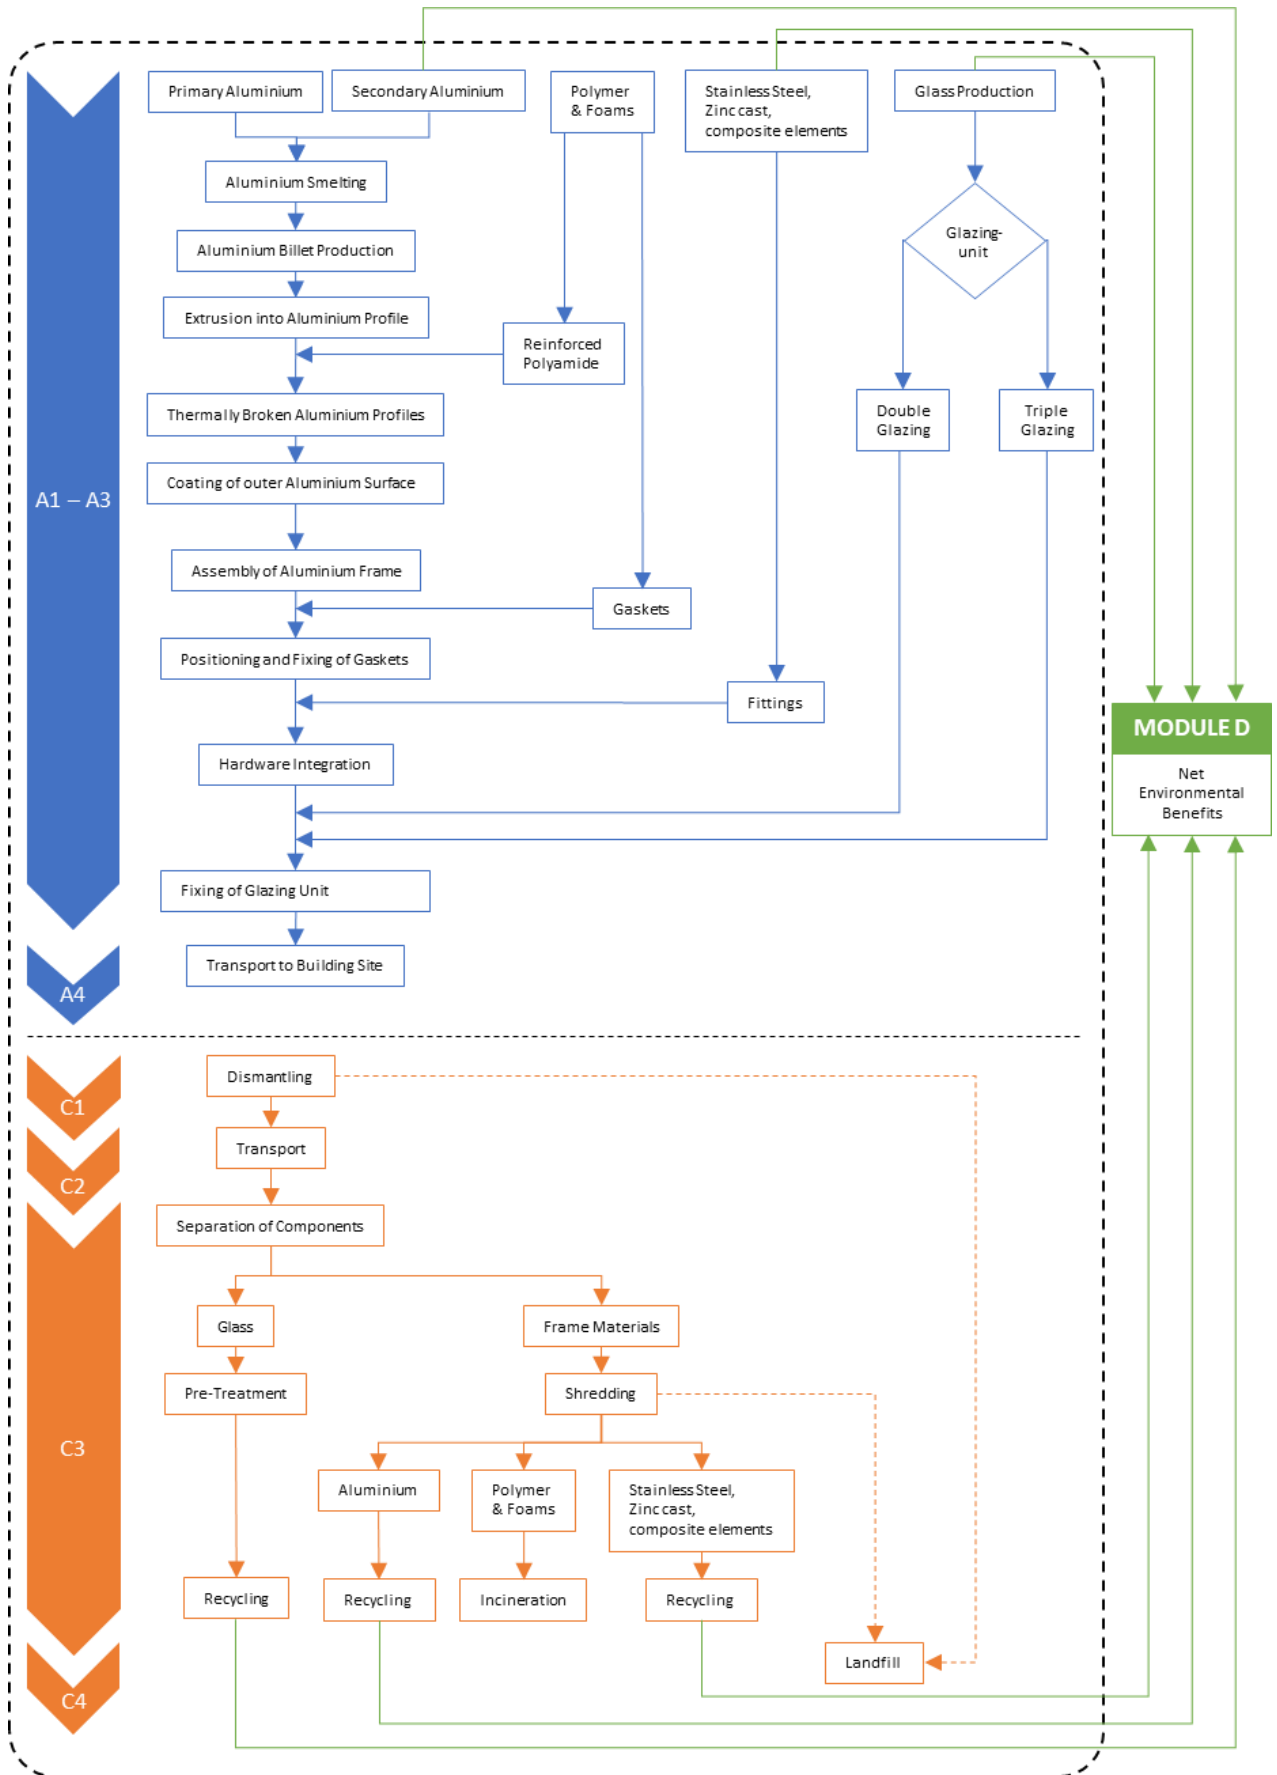 Primary Aluminium
Secondary Aluminium
Polymer
& Foams
Stainless Steel,
Zinc cast,
composite elements
Glass Production
Aluminium Smelting
Glazing-
unit
Aluminium Billet Production
Extrusion into Aluminium Profile
Reinforced
Polyamide
Thermally Broken Aluminium Profiles
Double
Glazing
Triple
Glazing
Coating of outer Aluminium Surface
A1 – A3
Assembly of Aluminium Frame
Gaskets
Positioning and Fixing of Gaskets
Fittings
MODULE D
Net
Environmental
Benefits
Hardware Integration
Fixing of Glazing Unit
Transport to Building Site
A4
Dismantling
C1
Transport
C2
Separation of Components
Glass
Frame Materials
Pre-Treatment
Shredding
C3
Aluminium
Polymer
& Foams
Stainless Steel,
Zinc cast,
composite elements
Recycling
Recycling
Incineration
Recycling
Landfill
C4